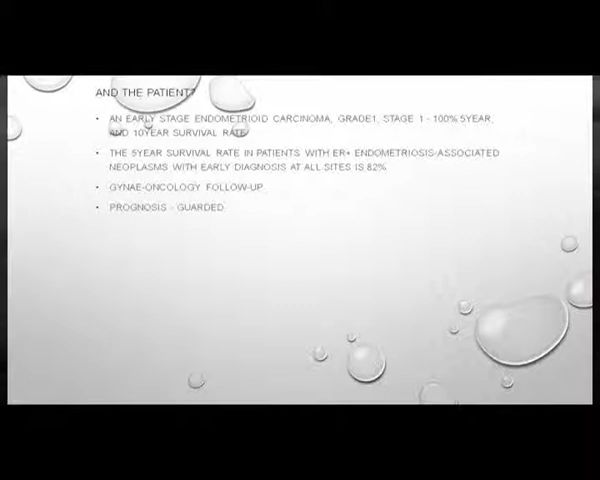 AND THE PATIENT?
• AN EARLY STAGE ENDOMETRIOID CARCINOMA, GRADE1, STAGE 1 - 100% 5YEAR,
AND 10YEAR SURVIVAL RATE
• THE 5YEAR SURVIVAL RATE IN PATIENTS WITH ER+ ENDOMETRIOSIS-ASSOCIATED
NEOPLASMS WITH EARLY DIAGNOSIS AT ALL SITES IS 82%
• GYNAE-ONCOLOGY FOLLOW-UP
• PROGNOSIS - GUARDED